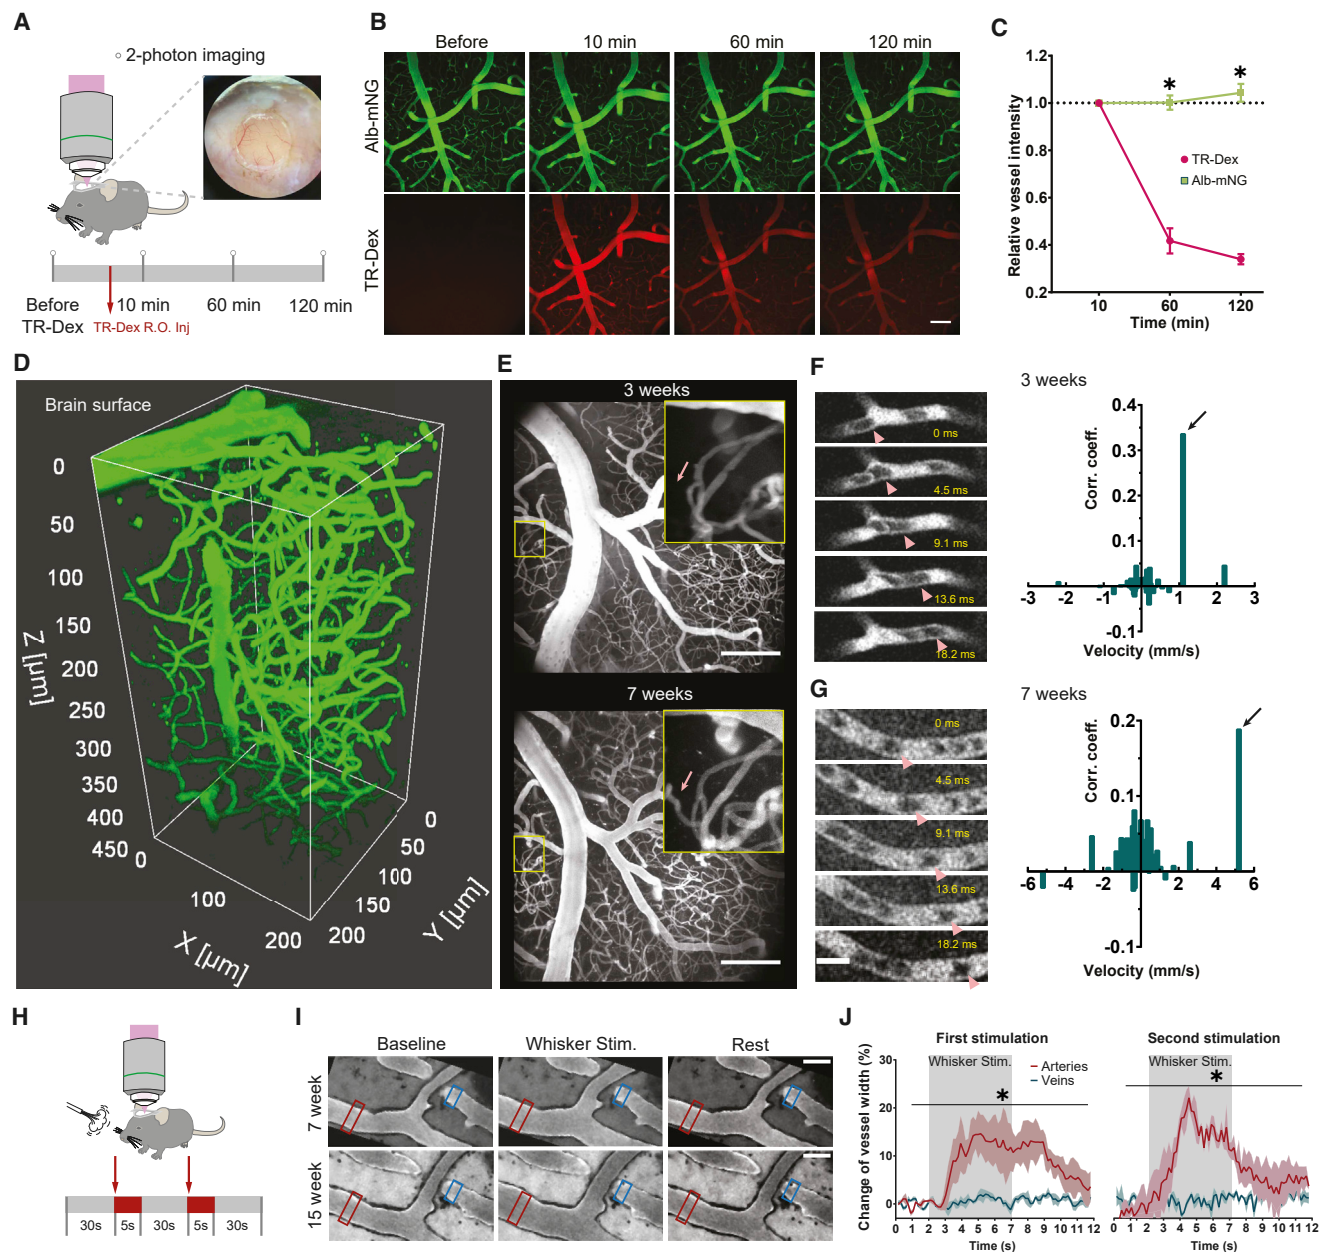 A
2-photon imaging
Before
TR-Dex
10 min
60 min
120 min
TR-Dex R.O. Inj
B
Before
10 min
60 min
120 min
Alb-mNG
TR-Dex
C
Relative vessel intensity
1.2
1.0
0.8
0.6
0.4
0.2
*
*
TR-Dex
Alb-mNG
10
60
120
Time (min)
D
Brain surface
0
50
100
150
200
250
300
350
400
450
Z [µm]
0
100
200
X [µm]
0
50
100
150
200
Y [µm]
E
3 weeks
7 weeks
F
0 ms
4.5 ms
9.1 ms
13.6 ms
18.2 ms
3 weeks
Corr. coeff.
0.4
0.3
0.2
0.1
0
-0.1
-3
-2
-1
1
2
3
Velocity (mm/s)
G
0 ms
4.5 ms
9.1 ms
13.6 ms
18.2 ms
7 weeks
Corr. coeff.
0.2
0.1
0
-0.1
-6
-4
-2
2
4
6
Velocity (mm/s)
H
30s
5s
30s
5s
30s
I
Baseline
Whisker Stim.
Rest
7 week
15 week
J
First stimulation
Second stimulation
Change of vessel width (%)
30
20
10
0
Whisker Stim.
*
Arteries
Veins
0 1 2 3 4 5 6 7 8 9 10 11 12
Time (s)
Whisker Stim.
*
0 1 2 3 4 5 6 7 8 9 10 11 12
Time (s)